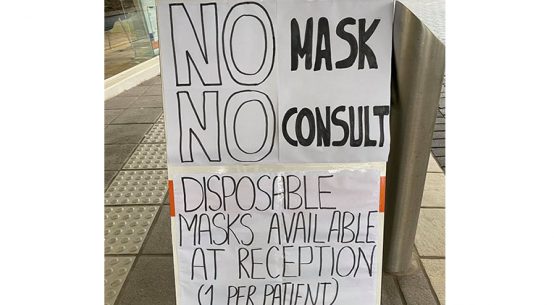 NO MASK
NO CONSULT
DISPOSABLE
MASKS AVAILABLE
AT RECEPTION
(1 PER PATIENT)